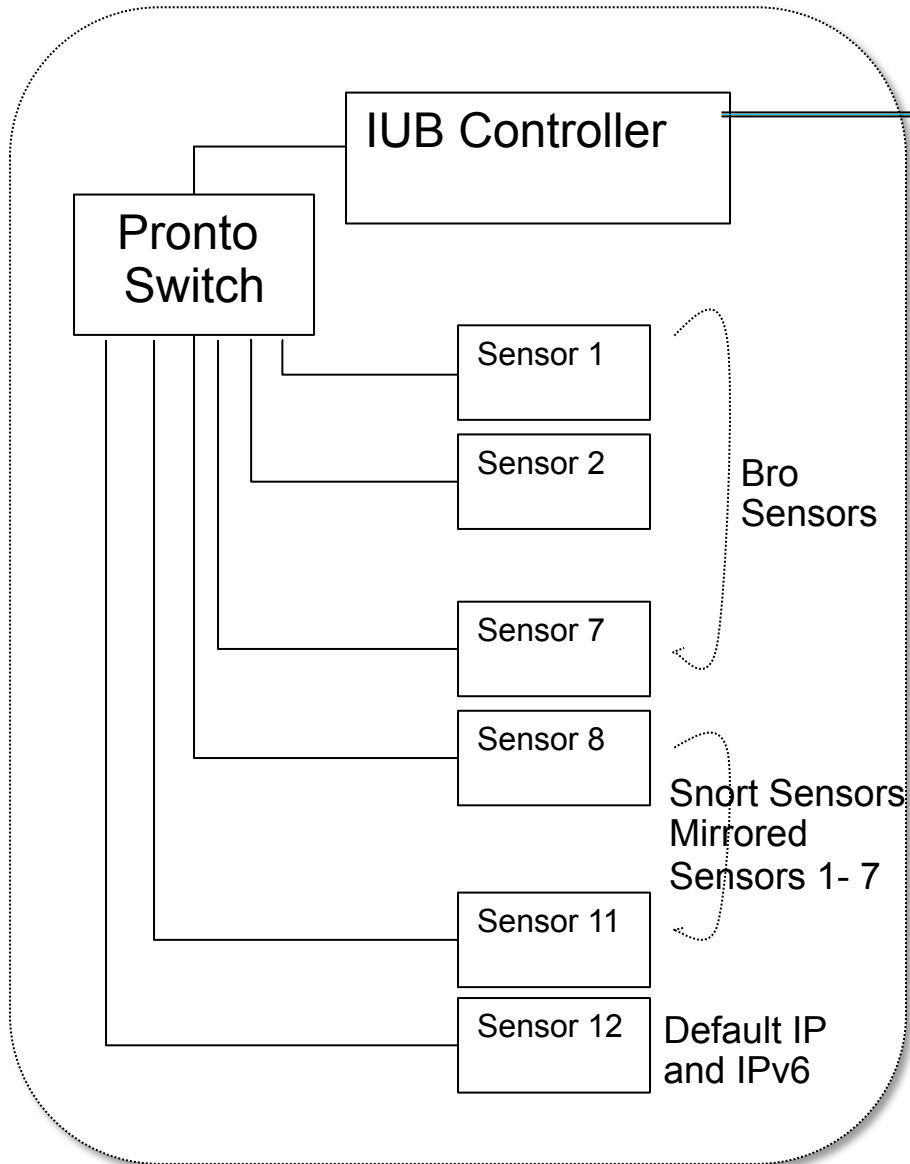 IUB Controller
Pronto
Switch
Sensor 1
Sensor 2
Bro
Sensors
Sensor 7
Sensor 8
Snort Sensors
Mirrored
Sensors 1- 7
Sensor 11
Sensor 12
Default IP
and IPv6